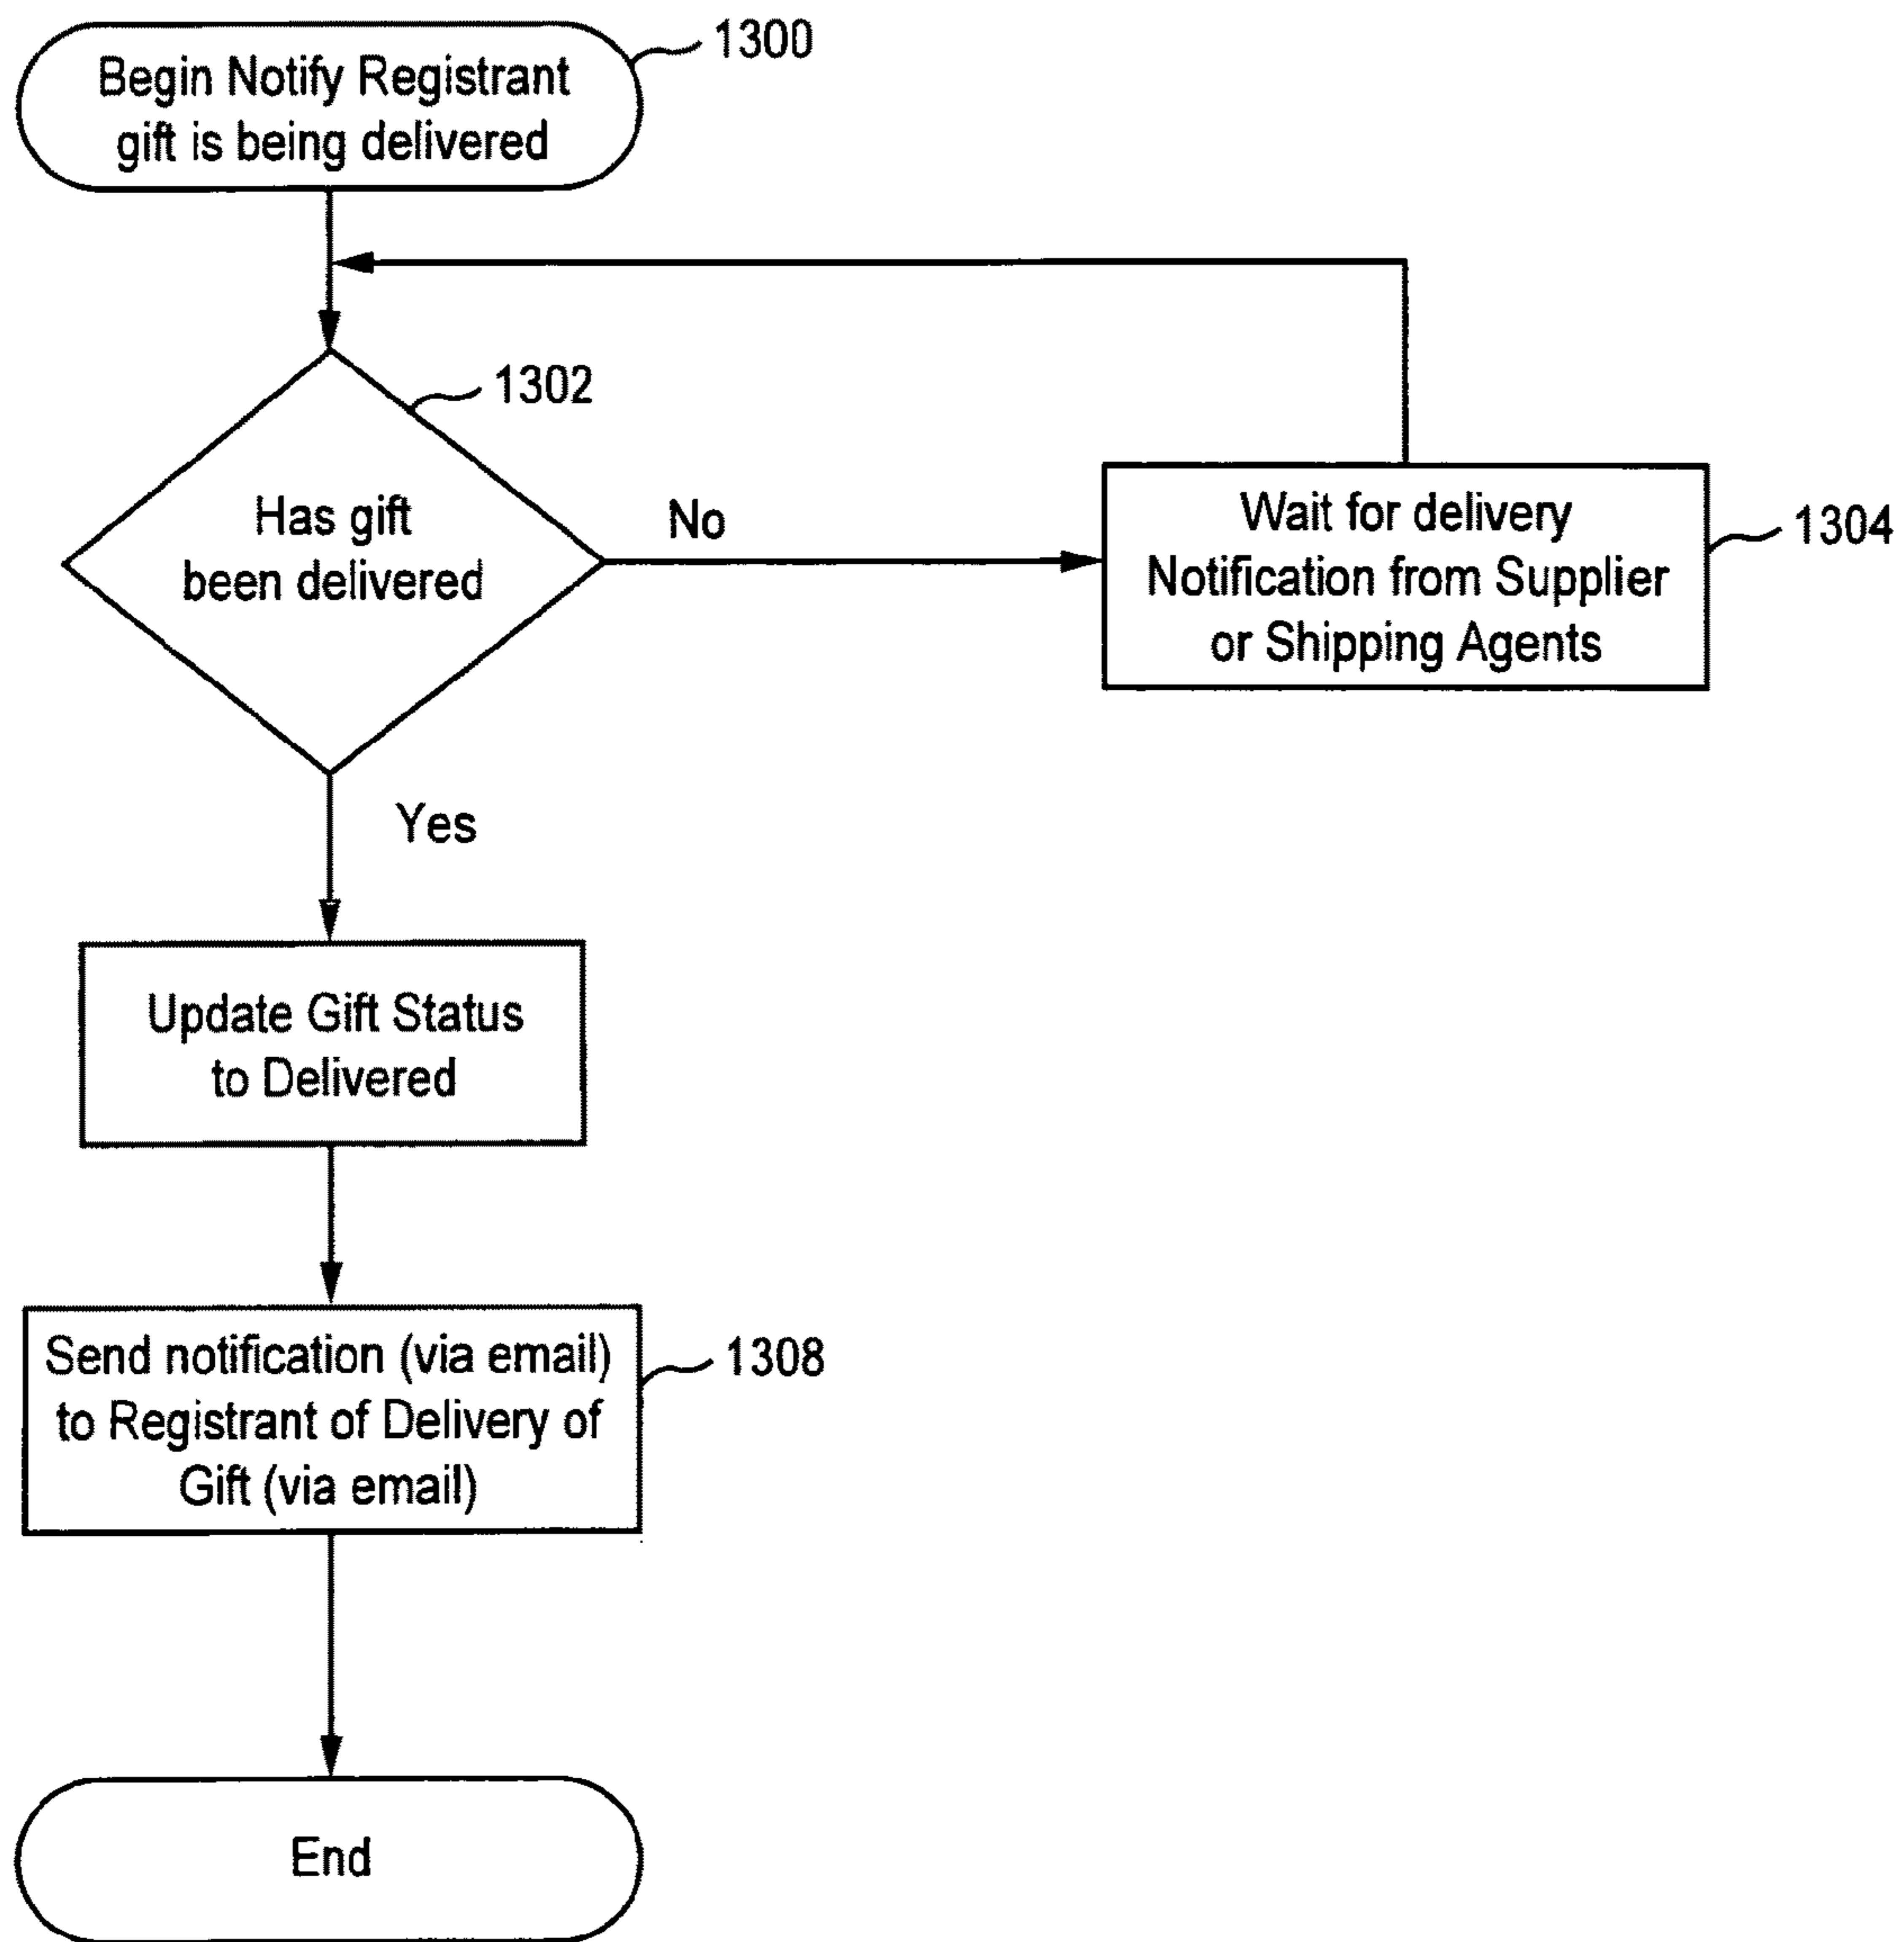 Begin Notify Registrant
gift is being delivered
1300
1302
Has gift
been delivered
No
Wait for delivery
Notification from Supplier
or Shipping Agents
1304
Yes
Update Gift Status
to Delivered
Send notification (via email)
to Registrant of Delivery of
Gift (via email)
1308
End